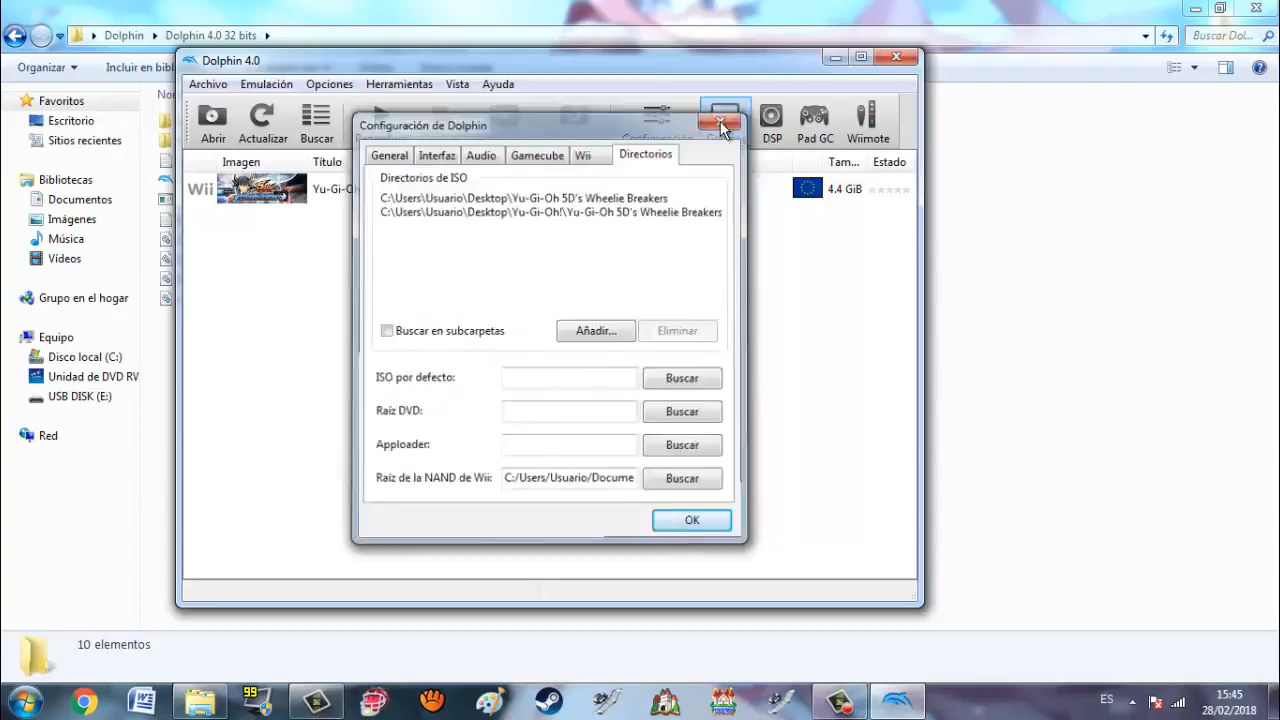 Dolphin
Dolphin 4.0 32 bits
Buscar Dol...
Organizar
Incluir en bibl
Dolphin 4.0
Archivo Emulación Opciones Herramientas Vista Ayuda
Abrir Actualizar Buscar DSP Pad GC Wiimote
Imagen Título Tam... Estado
Wii Yu-Gi-Oh 4.4 GiB
Favoritos
Escritorio
Sitios recientes
Bibliotecas
Documentos
Imágenes
Música
Vídeos
Grupo en el hogar
Equipo
Disco local (C:)
Unidad de DVD RW
USB DISK (E:)
Red
Configuración de Dolphin
General Interfaz Audio Gamecube Wii Directorios
Directorios de ISO
C:\Users\Usuario\Desktop\Yu-Gi-Oh 5D's Wheelie Breakers
C:\Users\Usuario\Desktop\Yu-Gi-Oh!\Yu-Gi-Oh 5D's Wheelie Breakers
Buscar en subcarpetas Añadir... Eliminar
ISO por defecto: Buscar
Raíz DVD: Buscar
Apploader: Buscar
Raíz de la NAND de Wii: C:/Users/Usuario/Docume Buscar
OK
10 elementos
99
ES
15:45
28/02/2018